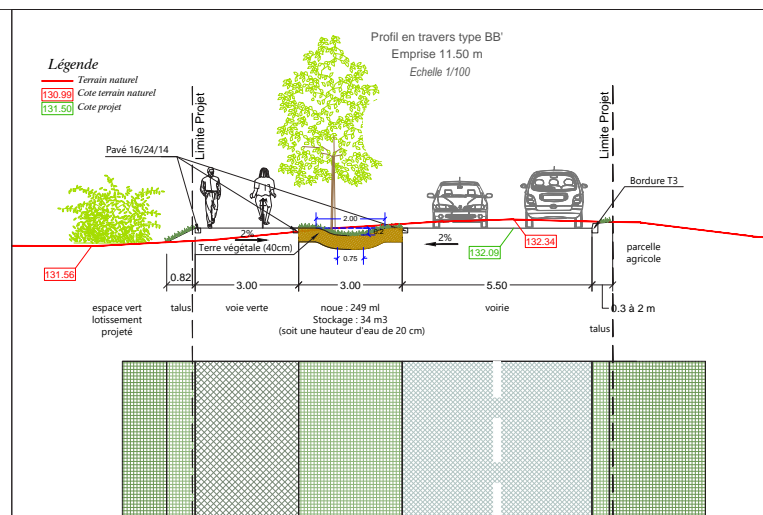 Profil en travers type BB'
Emprise 11.50 m
Echelle 1/100
Légende
Terrain naturel
130.99 Cote terrain naturel
131.50 Cote projet
Limite Projet
Limite Projet
Pavé 16/24/14
Bordure T3
2.00
0.2
2%
2%
Terre végétale (40cm)
0.75
132.09
132.34
131.56
parcelle
agricole
0.82
3.00
3.00
5.50
0.3 à 2 m
espace vert
lotissement
projeté
talus
voie verte
noue : 249 ml
Stockage : 34 m3
(soit une hauteur d'eau de 20 cm)
voirie
talus